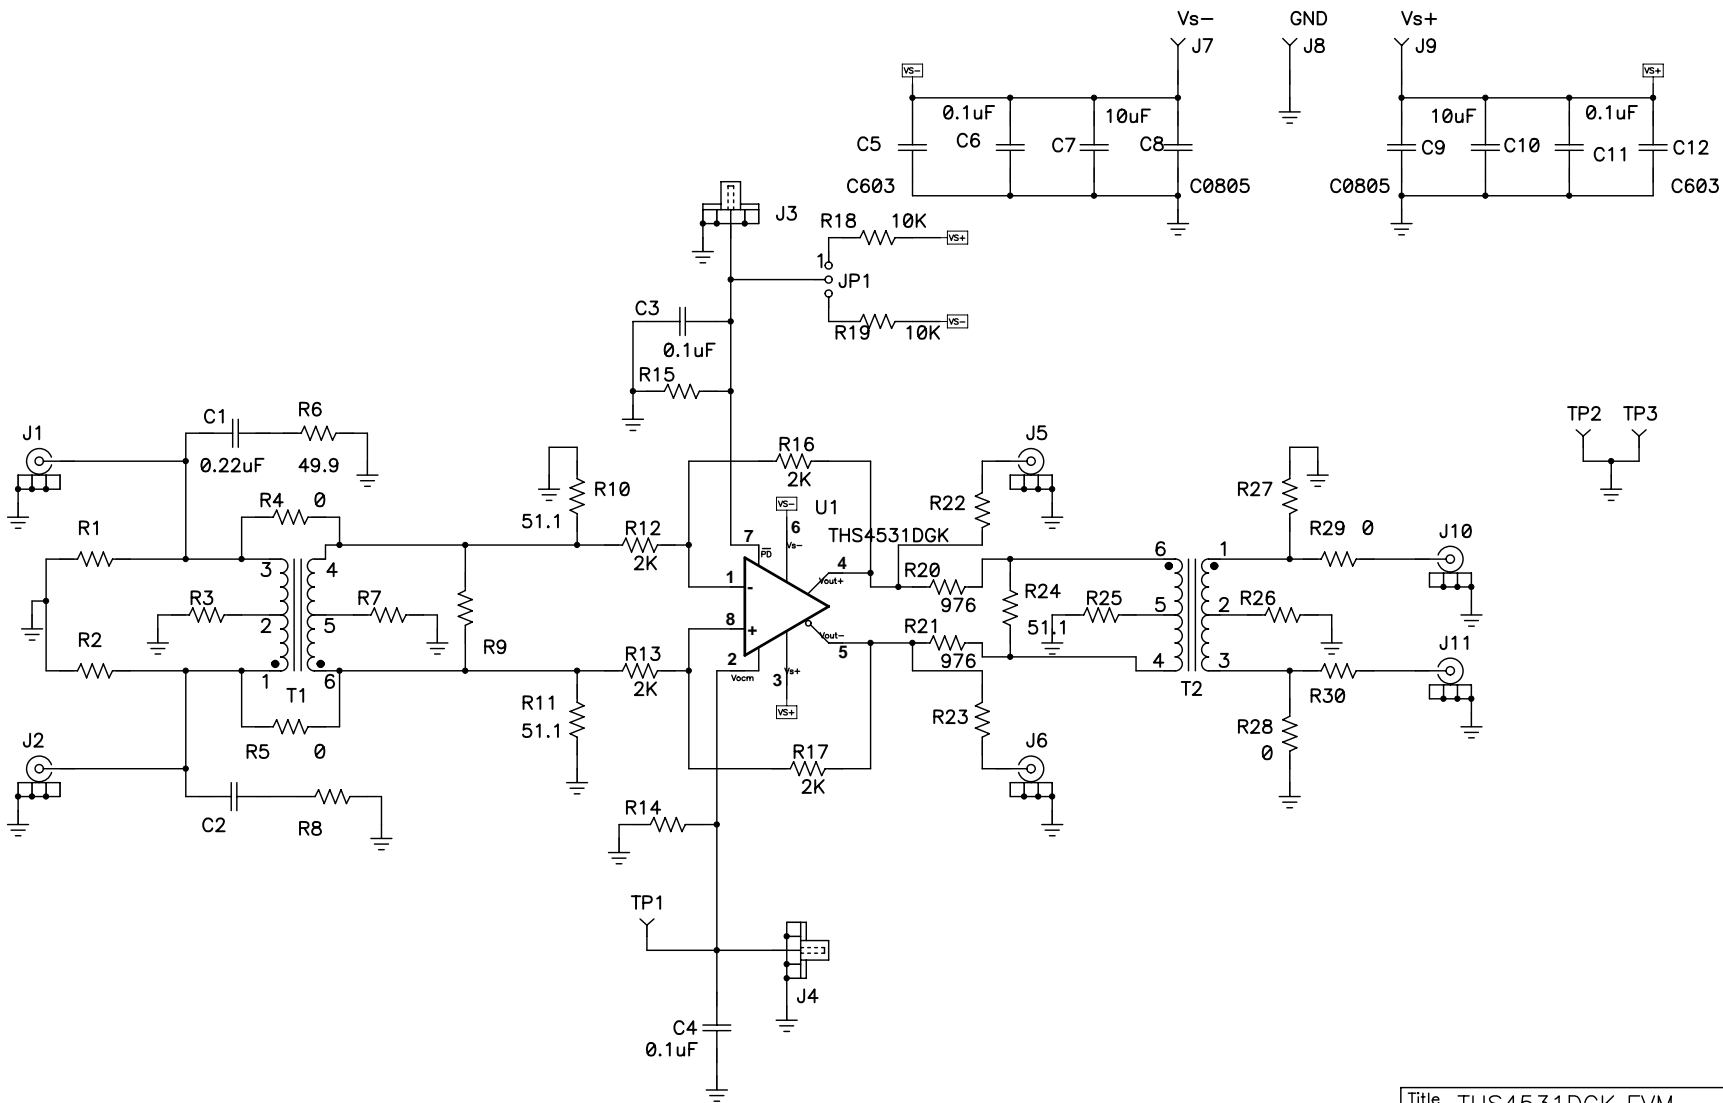 Vs- GND Vs+
J7 J8 J9
VS- VS+
0.1uF 10uF 10uF 0.1uF
C5 C6 C7 C8 C9 C10 C11 C12
C603 C0805 C0805 C603
J3
R18 10K VS+
1
JP1
C3
R19 10K VS-
0.1uF
R15
C1 R6
TP2 TP3
J1 J5
0.22uF 49.9
R16
2K
R4 0
R10
51.1
R22
R27
VS-
U1
6
THS4531DGK
Vs-
R1
R12
2K
7
PD
R29 0
J10
3 4
4
Vout+
R20
976
6 1
1
-
R3 R7
R24
51.1
R25
5 2
R26
2 5
8
+
Vout-
5
R21
976
R2
R9
R13
2K
2
Vocm
3
Vs+
4 3
J11
1 6
T1
T2
R30
R11
51.1
VS+
R23
R28
0
J2
R5 0
J6
R17
2K
C2 R8
R14
TP1
J4
C4
0.1uF
Title THS4531DGK EVM